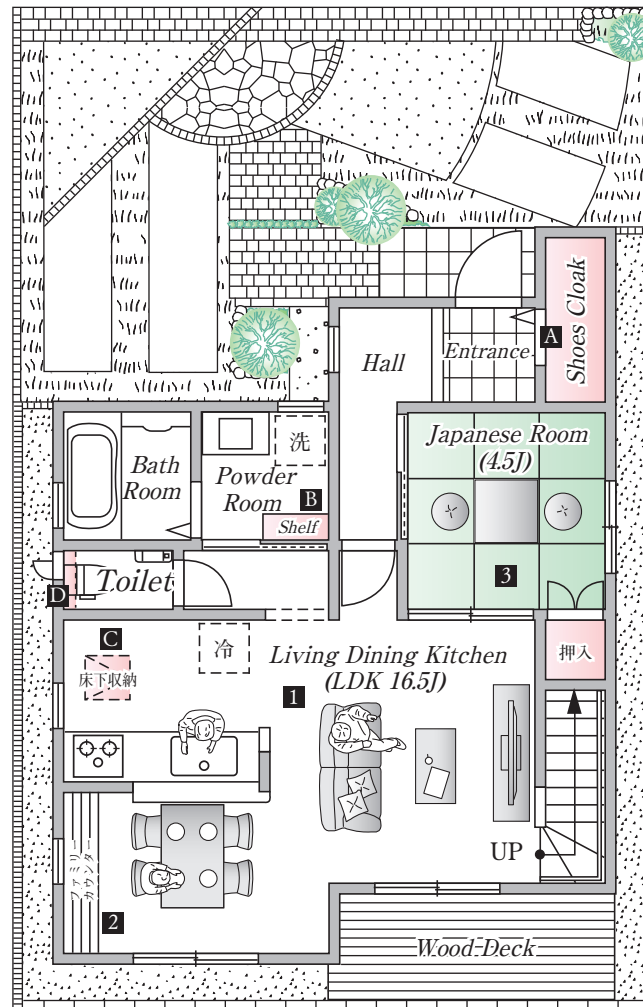 A
Shoes Cloak
Hall
Entrance
Japanese Room
(4.5J)
Bath
Room
Powder
Room
洗
B
Shelf
3
D
Toilet
C
床下収納
冷
Living Dining Kitchen
(LDK 16.5J)
1
押入
UP
ファミリー
カウンター
2
Wood Deck